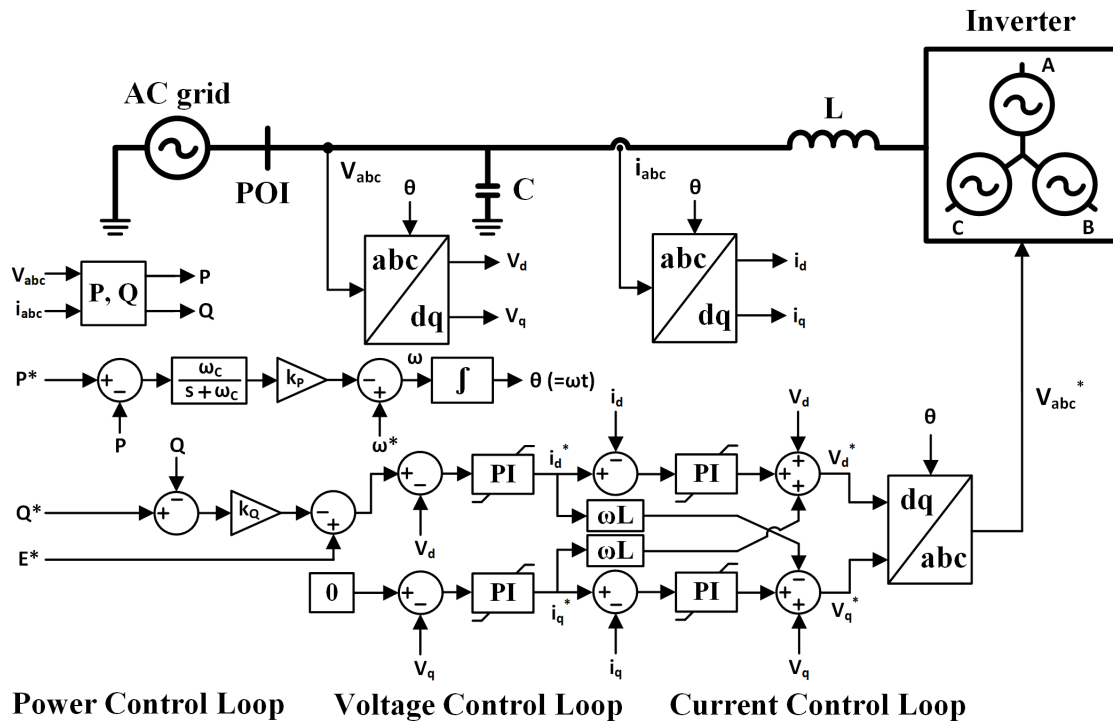 Inverter
A
C
B
AC grid
L
POI
V_abc
θ
C
i_abc
θ
abc
dq
V_d
V_q
abc
dq
i_d
i_q
V_abc
i_abc
P, Q
P
Q
P*
+
−
P
ω_C
s + ω_C
k_P
−
+
ω*
ω
∫
θ (=ωt)
V_abc*
Q
Q*
−
+
k_Q
−
+
E*
+
−
V_d
PI
i_d*
i_d
+
−
PI
V_d
+
+
+
V_d*
θ
dq
abc
ωL
ωL
0
+
−
V_q
PI
i_q*
+
−
i_q
PI
−
+
+
V_q
V_q*
Power Control Loop
Voltage Control Loop
Current Control Loop